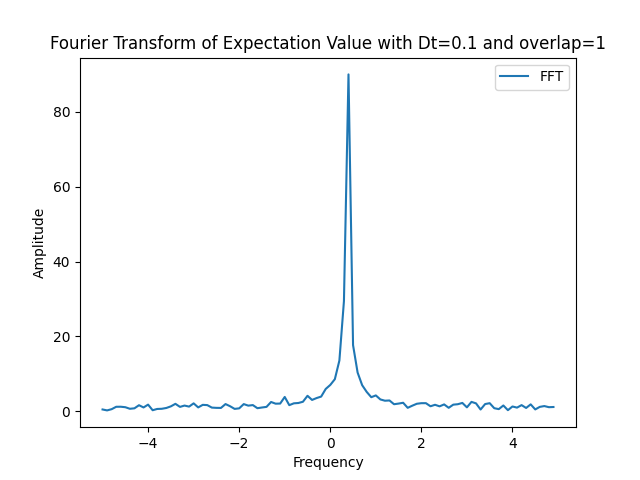 Fourier Transform of Expectation Value with Dt=0.1 and overlap=1
FFT
80
60
40
20
0
Amplitude
−4
−2
0
2
4
Frequency